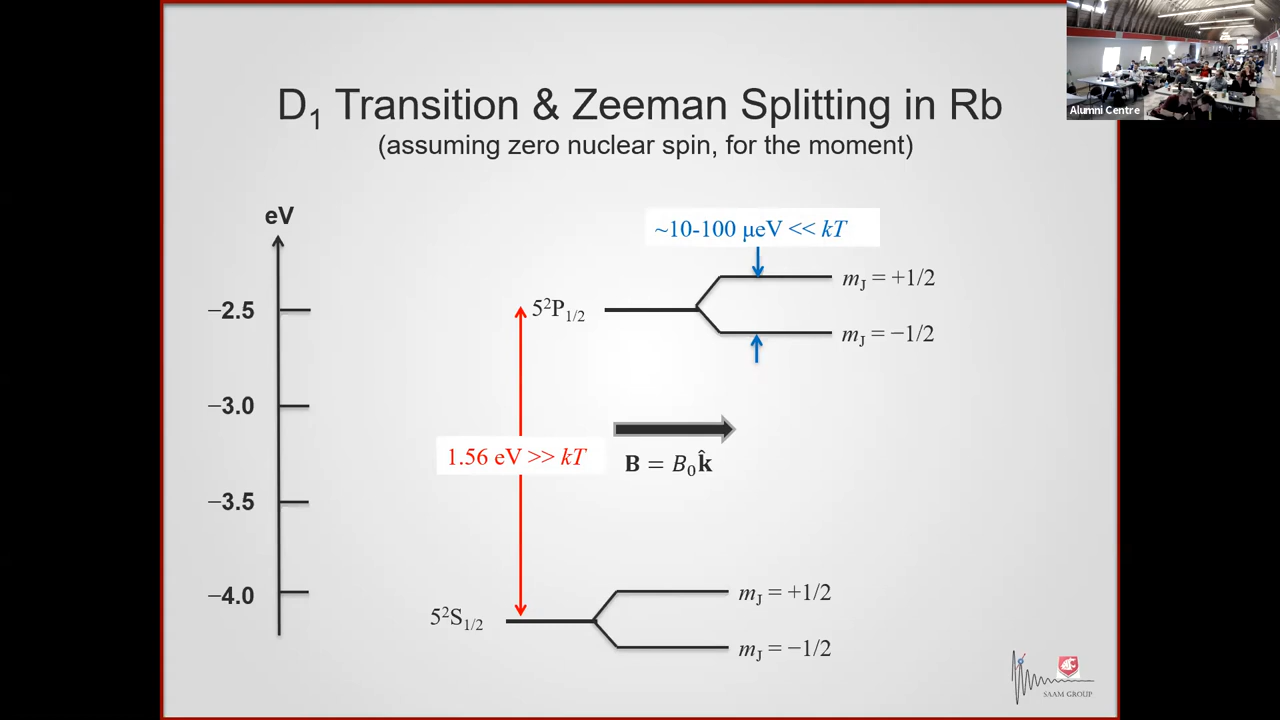 Alumni Centre
D₁ Transition & Zeeman Splitting in Rb
(assuming zero nuclear spin, for the moment)
eV
−2.5
−3.0
−3.5
−4.0
~10-100 μeV << kT
5²P₁/₂
mJ = +1/2
mJ = −1/2
1.56 eV >> kT
B = B₀k̂
5²S₁/₂
mJ = +1/2
mJ = −1/2
SAAM GROUP